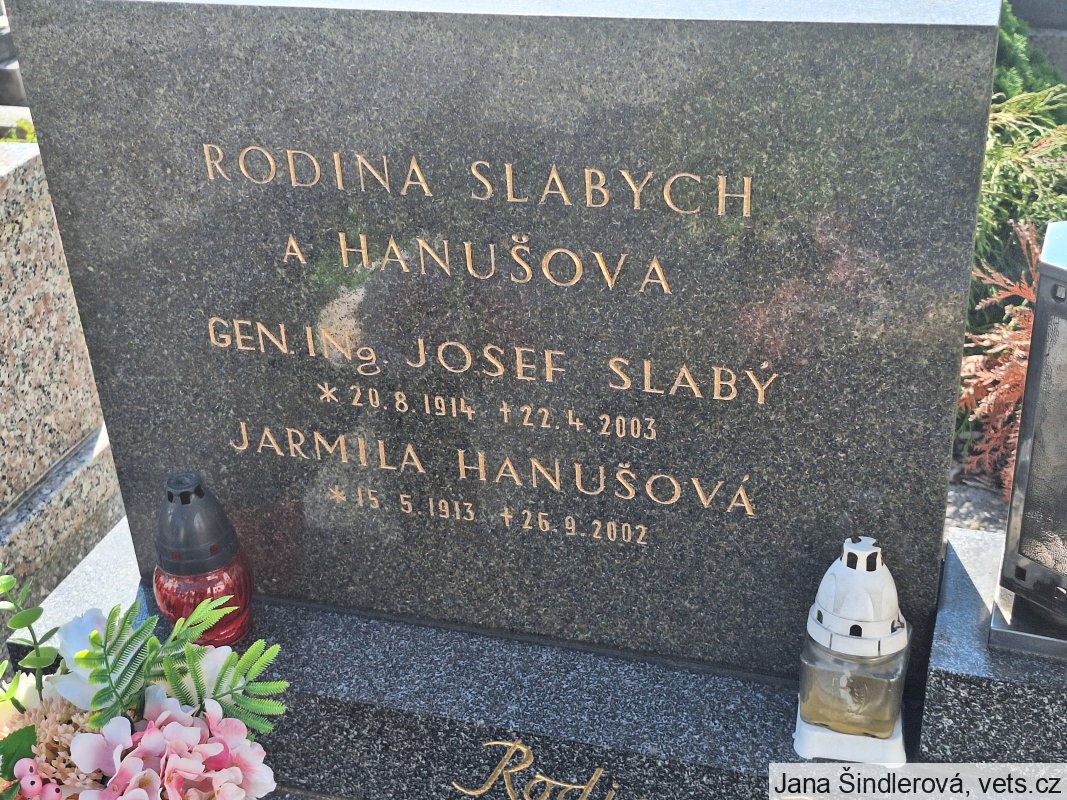 RODINA SLABYCH
A HANUŠOVA
GEN. INg. JOSEF SLABÝ
* 20. 8. 1914 † 22. 4. 2003
JARMILA HANUŠOVÁ
* 15. 5. 1913 † 26. 9. 2002
Jana Šindlerová, vets.cz